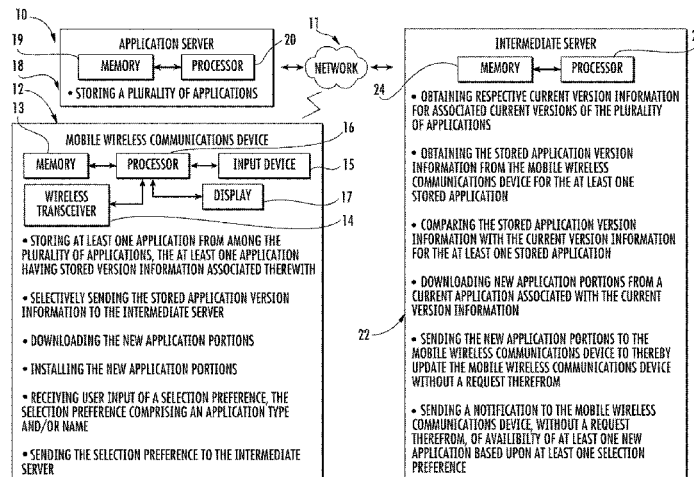 10
11
APPLICATION SERVER
19
20
MEMORY
PROCESSOR
18
• STORING A PLURALITY OF APPLICATIONS
NETWORK
12
13
16
MOBILE WIRELESS COMMUNICATIONS DEVICE
MEMORY
PROCESSOR
INPUT DEVICE
15
WIRELESS
TRANSCEIVER
DISPLAY
17
14
• STORING AT LEAST ONE APPLICATION FROM AMONG THE
PLURALITY OF APPLICATIONS, THE AT LEAST ONE APPLICATION
HAVING STORED VERSION INFORMATION ASSOCIATED THEREWITH
• SELECTIVELY SENDING THE STORED APPLICATION VERSION
INFORMATION TO THE INTERMEDIATE SERVER
• DOWNLOADING THE NEW APPLICATION PORTIONS
• INSTALLING THE NEW APPLICATION PORTIONS
• RECEIVING USER INPUT OF A SELECTION PREFERENCE, THE
SELECTION PREFERENCE COMPRISING AN APPLICATION TYPE
AND/OR NAME
• SENDING THE SELECTION PREFERENCE TO THE INTERMEDIATE
SERVER
INTERMEDIATE SERVER
MEMORY
PROCESSOR
24
• OBTAINING RESPECTIVE CURRENT VERSION INFORMATION
FOR ASSOCIATED CURRENT VERSIONS OF THE PLURALITY
OF APPLICATIONS
• OBTAINING THE STORED APPLICATION VERSION
INFORMATION FROM THE MOBILE WIRELESS
COMMUNICATIONS DEVICE FOR THE AT LEAST ONE
STORED APPLICATION
• COMPARING THE STORED APPLICATION VERSION
INFORMATION WITH THE CURRENT VERSION INFORMATION
FOR THE AT LEAST ONE STORED APPLICATION
• DOWNLOADING NEW APPLICATION PORTIONS FROM A
CURRENT APPLICATION ASSOCIATED WITH THE CURRENT
VERSION INFORMATION
22
• SENDING THE NEW APPLICATION PORTIONS TO THE
MOBILE WIRELESS COMMUNICATIONS DEVICE TO THEREBY
UPDATE THE MOBILE WIRELESS COMMUNICATIONS DEVICE
WITHOUT A REQUEST THEREFROM
• SENDING A NOTIFICATION TO THE MOBILE WIRELESS
COMMUNICATIONS DEVICE, WITHOUT A REQUEST
THEREFROM, OF AVAILIBILTY OF AT LEAST ONE NEW
APPLICATION BASED UPON AT LEAST ONE SELECTION
PREFERENCE